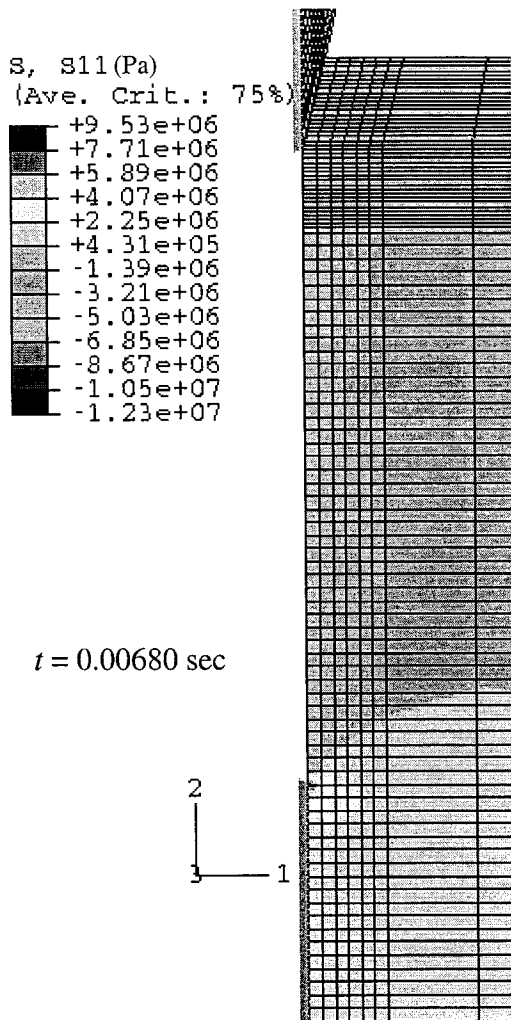 S, S11 (Pa)
(Ave. Crit.: 75%)
+9.53e+06
+7.71e+06
+5.89e+06
+4.07e+06
+2.25e+06
+4.31e+05
-1.39e+06
-3.21e+06
-5.03e+06
-6.85e+06
-8.67e+06
-1.05e+07
-1.23e+07
t = 0.00680 sec
2
3 1